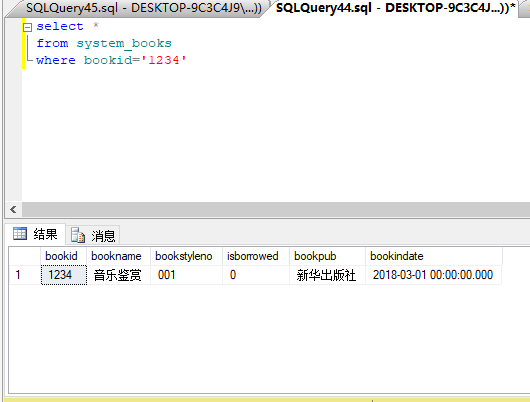 SQLQuery45.sql - DESKTOP-9C3C4J9\...)) SQLQuery44.sql - DESKTOP-9C3C4J...))*
select *
from system_books
where bookid='1234'
结果 消息
bookid bookname bookstyleno isborrowed bookpub bookindate
1 1234 音乐鉴赏 001 0 新华出版社 2018-03-01 00:00:00.000